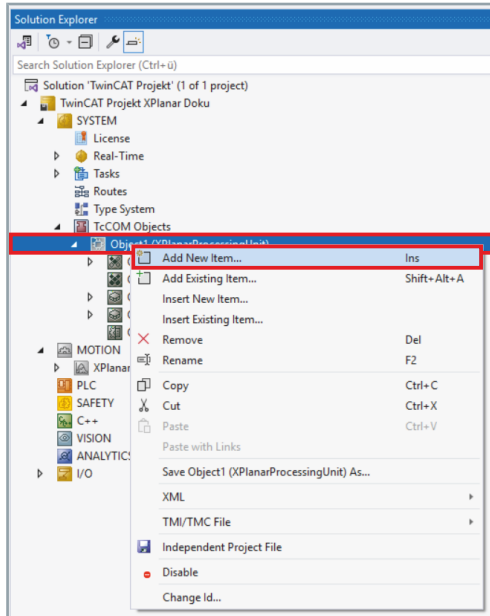 Solution Explorer
Search Solution Explorer (Ctrl+ü)
Solution 'TwinCAT Projekt' (1 of 1 project)
TwinCAT Projekt XPlanar Doku
SYSTEM
License
Real-Time
Tasks
Routes
Type System
TcCOM Objects
Object1 (XPlanarProcessingUnit)
Add New Item... Ins
Add Existing Item... Shift+Alt+A
Insert New Item...
Insert Existing Item...
Remove Del
MOTION
Rename F2
XPlanar
PLC
Copy Ctrl+C
SAFETY
Cut Ctrl+X
C++
Paste Ctrl+V
VISION
Paste with Links
ANALYTICS
I/O
Save Object1 (XPlanarProcessingUnit) As...
XML
TMI/TMC File
Independent Project File
Disable
Change Id...